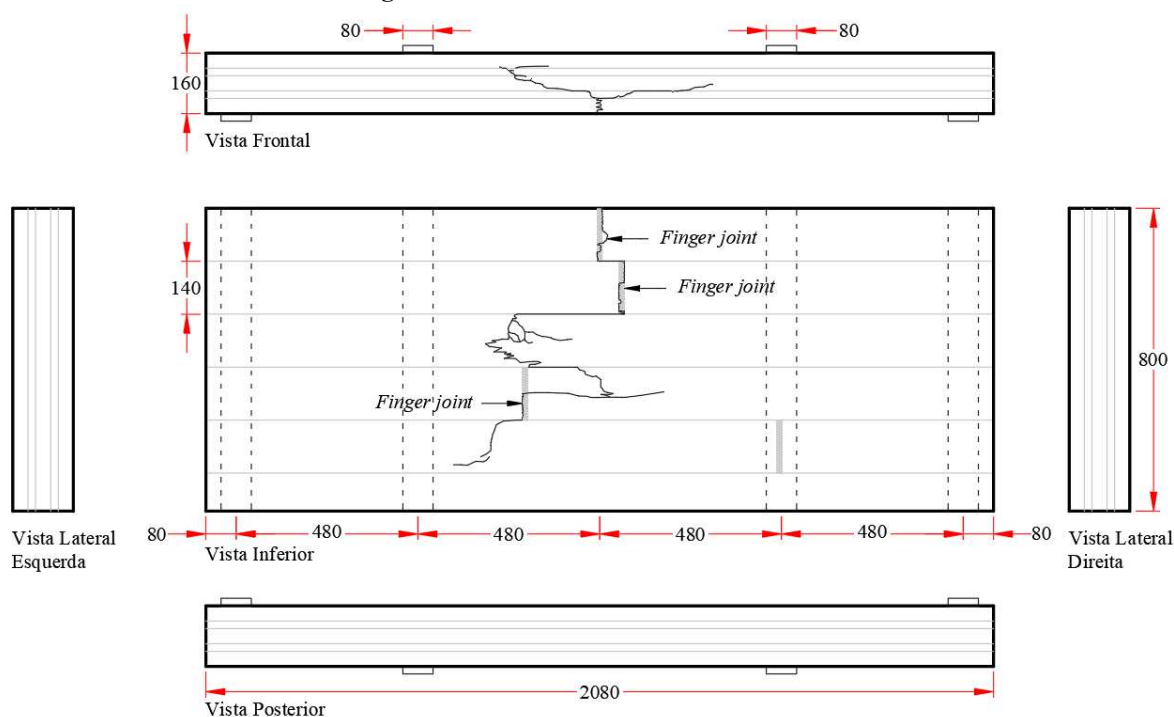 80
80
160
Vista Frontal
Finger joint
140
Finger joint
800
Finger joint
Vista Lateral
Esquerda
80
480
480
480
480
80
Vista Inferior
Vista Lateral
Direita
2080
Vista Posterior